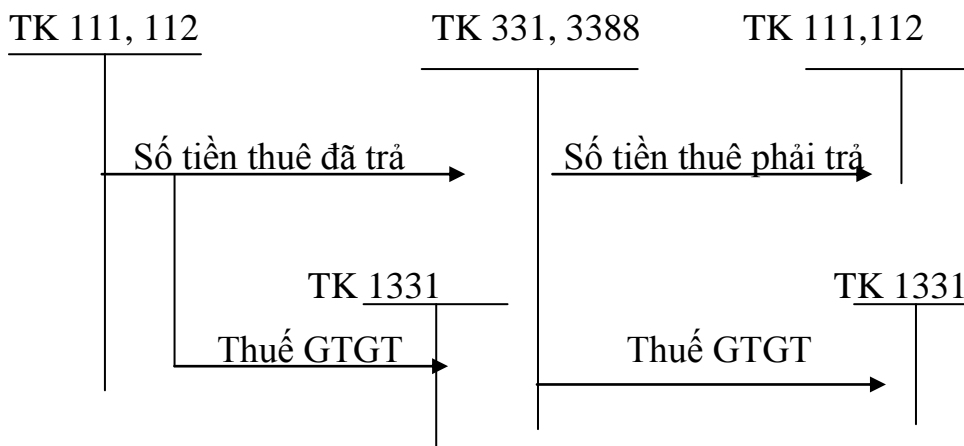 TK 111, 112 TK 331, 3388 TK 111,112
Số tiền thuê đã trả Số tiền thuê phải trả
TK 1331 TK 1331
Thuế GTGT Thuế GTGT